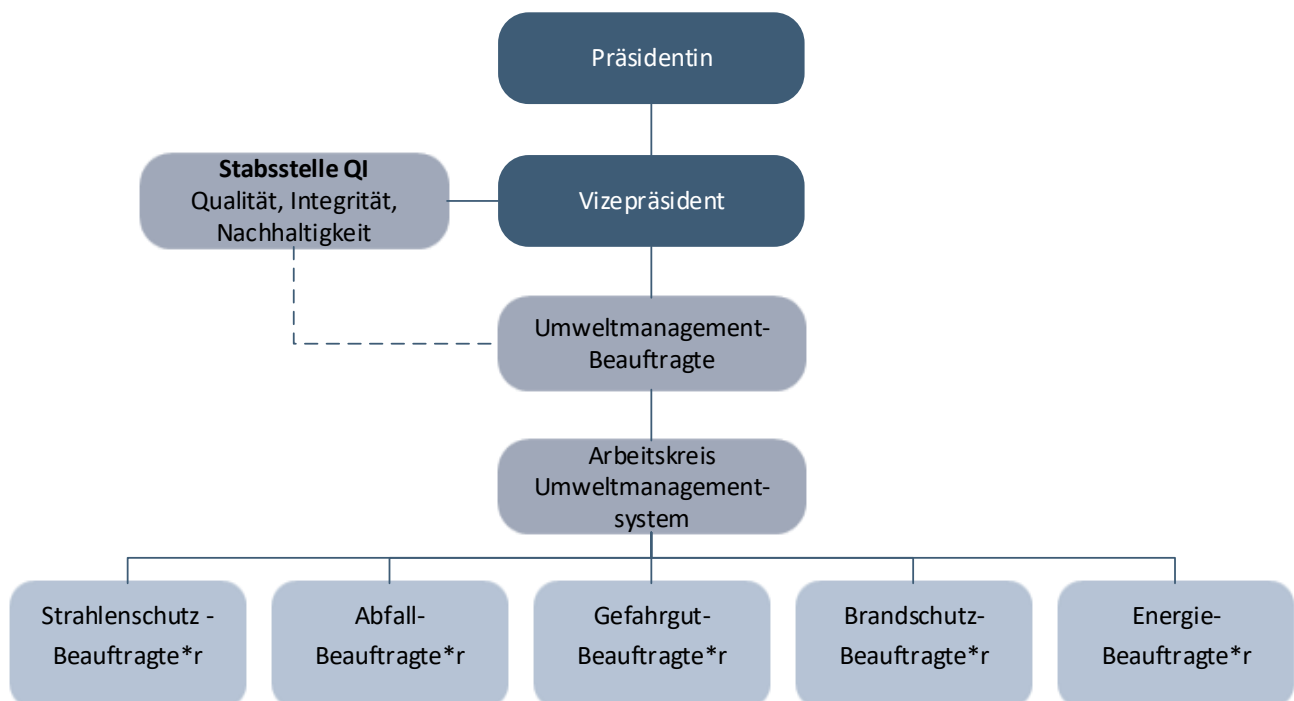 Präsidentin
Stabsstelle QI
Qualität, Integrität,
Nachhaltigkeit
Vizepräsident
Umweltmanagement-
Beauftragte
Arbeitskreis
Umweltmanagement-
system
Strahlenschutz -
Beauftragte*r
Abfall-
Beauftragte*r
Gefahrgut-
Beauftragte*r
Brandschutz-
Beauftragte*r
Energie-
Beauftragte*r